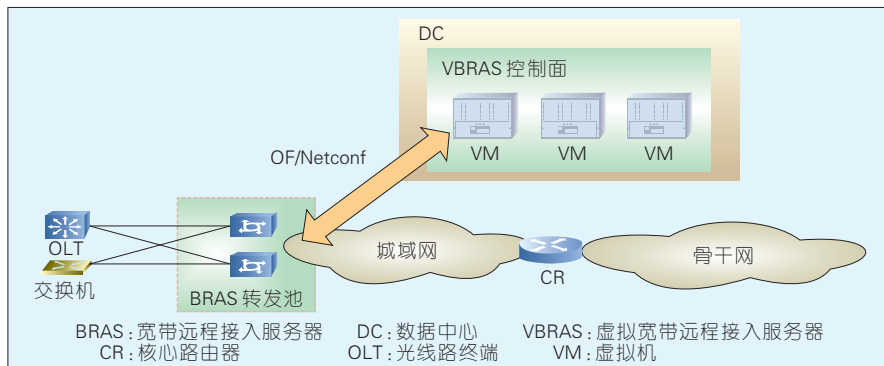 DC
VBRAS 控制面
VM VM VM
OF/Netconf
OLT
交换机
BRAS 转发池
城域网
CR
骨干网
BRAS:宽带远程接入服务器 DC:数据中心 VBRAS:虚拟宽带远程接入服务器
CR:核心路由器 OLT:光线路终端 VM:虚拟机